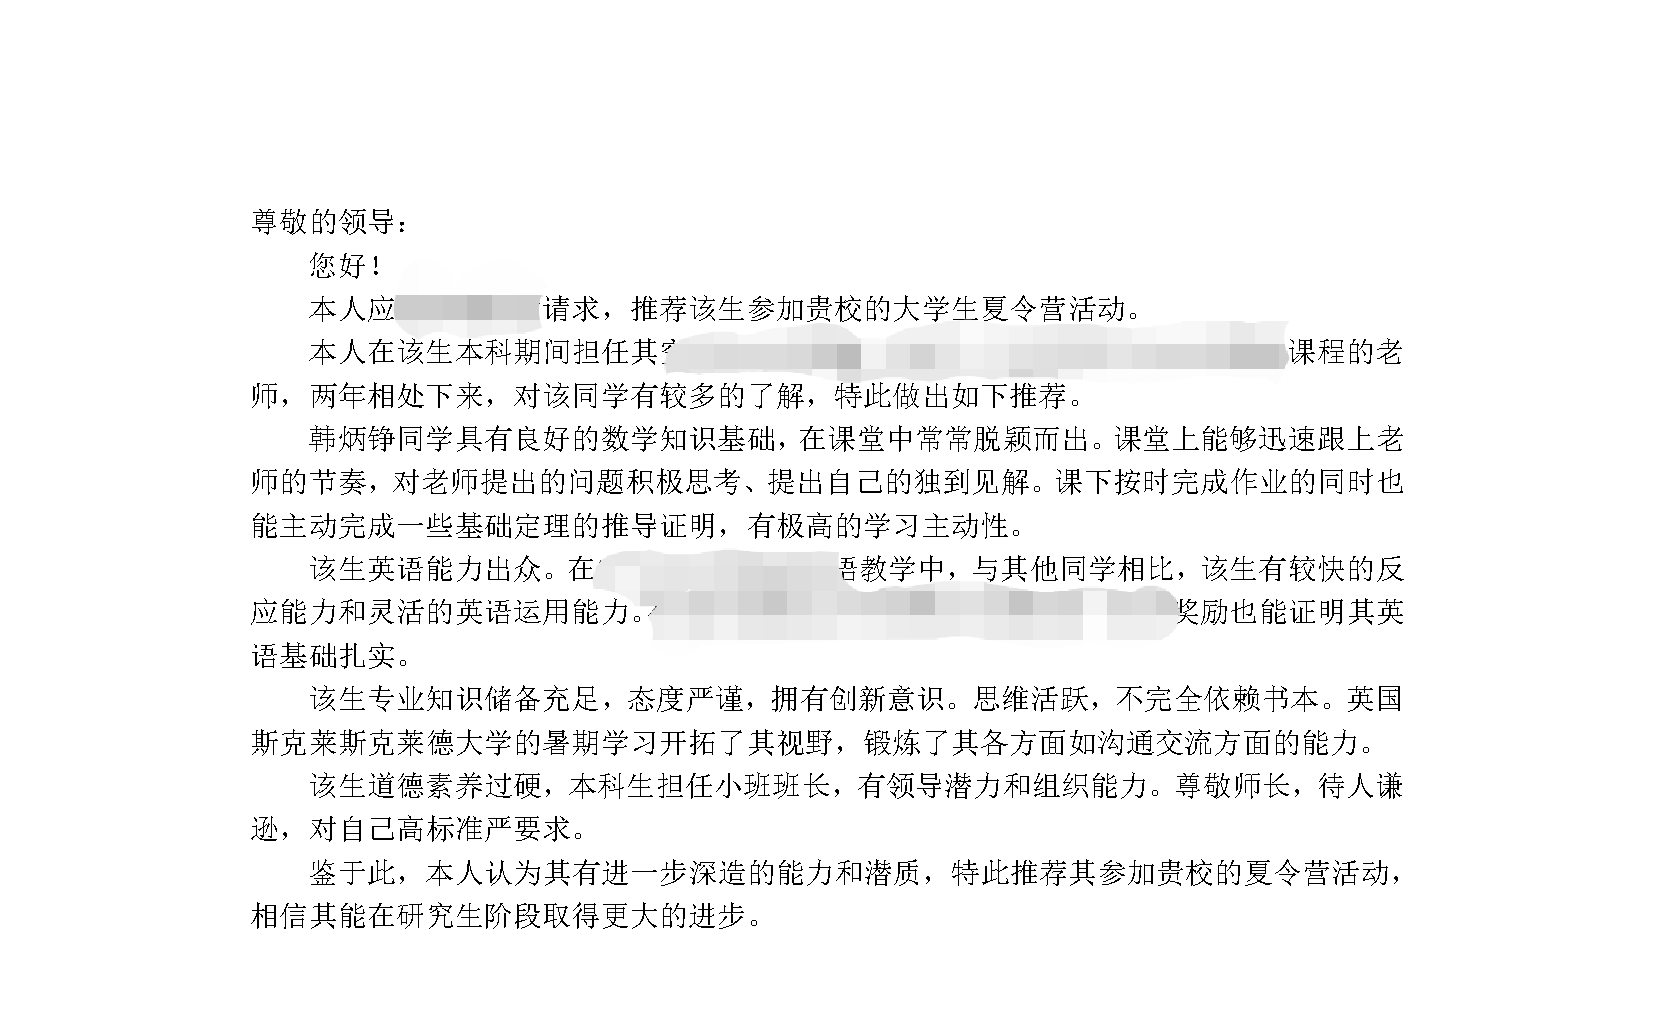 尊敬的领导：
您好！
本人应请求，推荐该生参加贵校的大学生夏令营活动。
本人在该生本科期间担任其课程的老
师，两年相处下来，对该同学有较多的了解，特此做出如下推荐。
韩炳铮同学具有良好的数学知识基础，在课堂中常常脱颖而出。课堂上能够迅速跟上老
师的节奏，对老师提出的问题积极思考、提出自己的独到见解。课下按时完成作业的同时也
能主动完成一些基础定理的推导证明，有极高的学习主动性。
该生英语能力出众。在语教学中，与其他同学相比，该生有较快的反
应能力和灵活的英语运用能力。奖励也能证明其英
语基础扎实。
该生专业知识储备充足，态度严谨，拥有创新意识。思维活跃，不完全依赖书本。英国
斯克莱斯克莱德大学的暑期学习开拓了其视野，锻炼了其各方面如沟通交流方面的能力。
该生道德素养过硬，本科生担任小班班长，有领导潜力和组织能力。尊敬师长，待人谦
逊，对自己高标准严要求。
鉴于此，本人认为其有进一步深造的能力和潜质，特此推荐其参加贵校的夏令营活动，
相信其能在研究生阶段取得更大的进步。